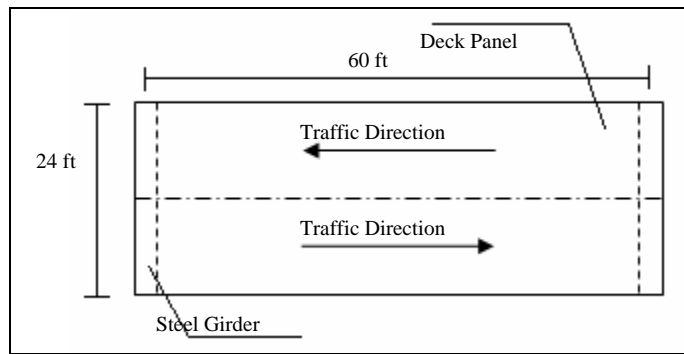 Deck Panel
60 ft
Traffic Direction
24 ft
Traffic Direction
Steel Girder